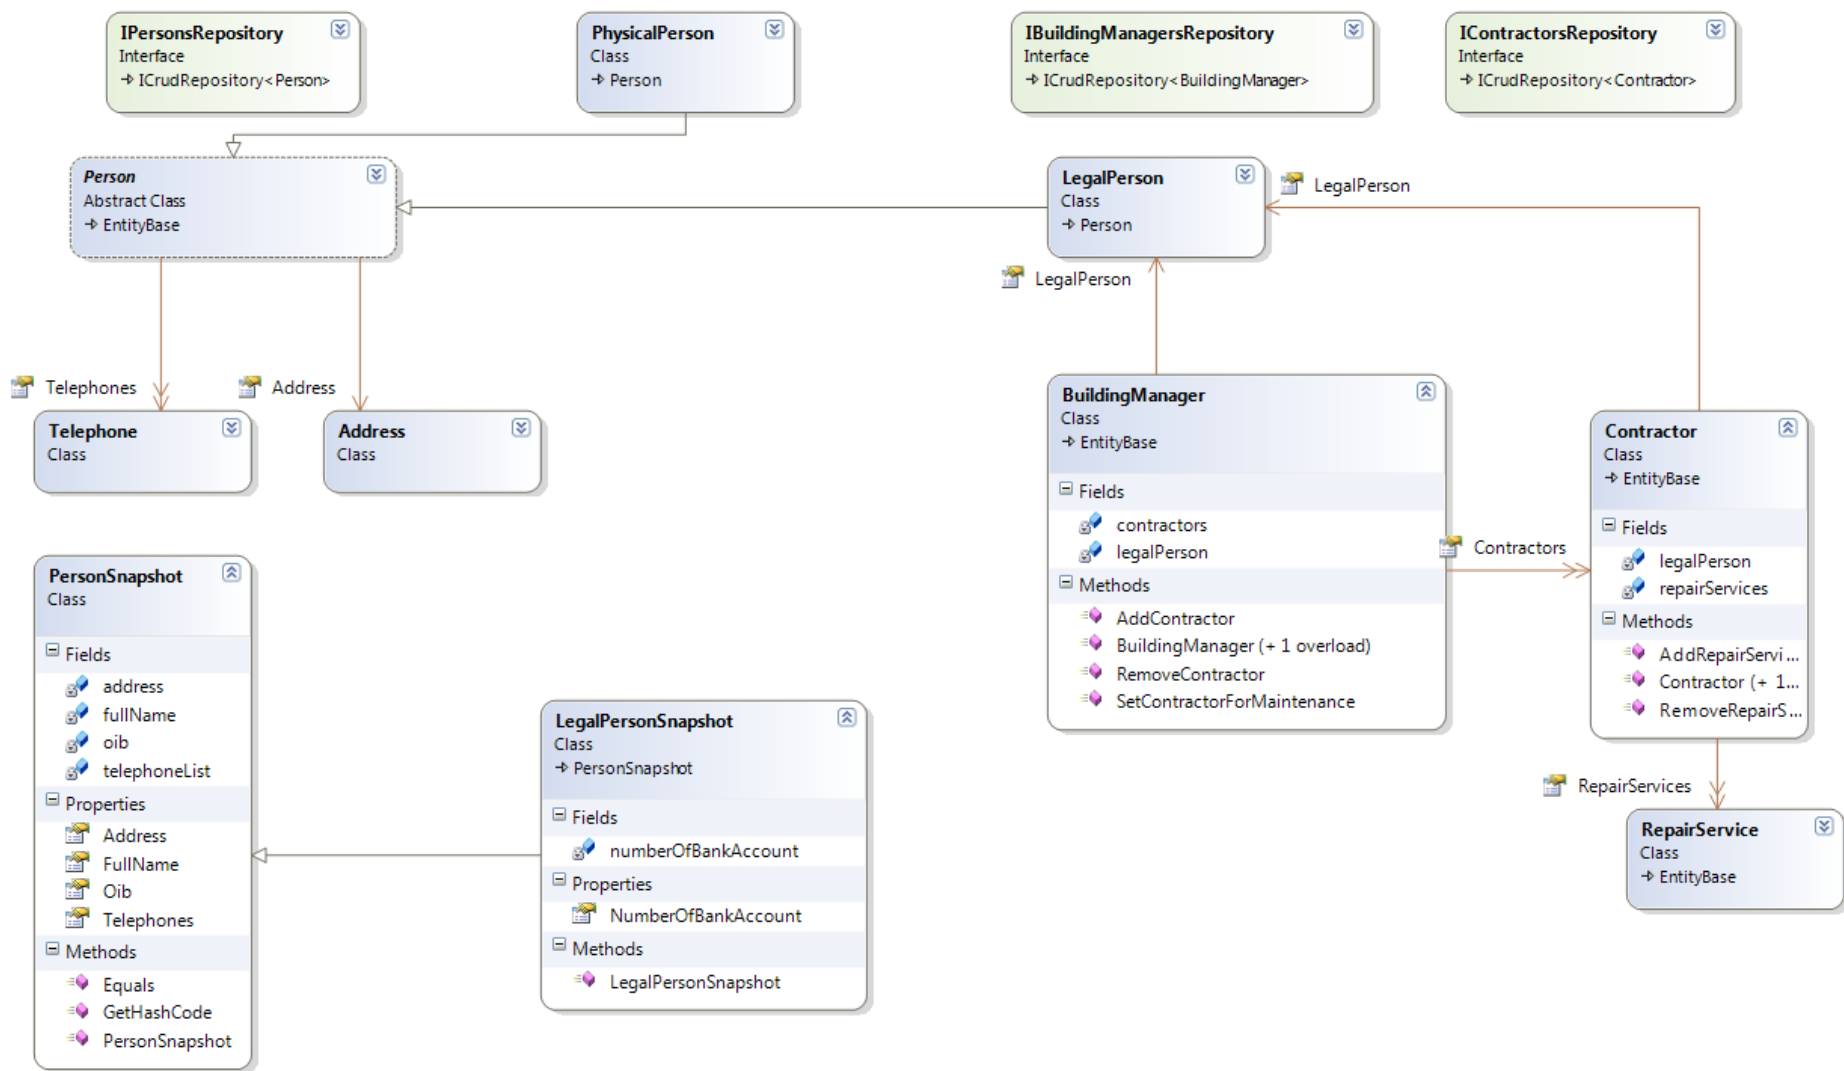 IPersonsRepository
Interface
ICrudRepository<Person>
PhysicalPerson
Class
Person
IBuildingManagersRepository
Interface
ICrudRepository<BuildingManager>
IContractorsRepository
Interface
ICrudRepository<Contractor>
Person
Abstract Class
EntityBase
LegalPerson
Class
Person
LegalPerson
LegalPerson
Telephones
Address
Telephone
Class
Address
Class
BuildingManager
Class
EntityBase
Fields
contractors
legalPerson
Methods
AddContractor
BuildingManager (+ 1 overload)
RemoveContractor
SetContractorForMaintenance
Contractors
Contractor
Class
EntityBase
Fields
legalPerson
repairServices
Methods
AddRepairServi...
Contractor (+ 1...
RemoveRepairS...
RepairServices
RepairService
Class
EntityBase
PersonSnapshot
Class
Fields
address
fullName
oib
telephoneList
Properties
Address
FullName
Oib
Telephones
Methods
Equals
GetHashCode
PersonSnapshot
LegalPersonSnapshot
Class
PersonSnapshot
Fields
numberOfBankAccount
Properties
NumberOfBankAccount
Methods
LegalPersonSnapshot